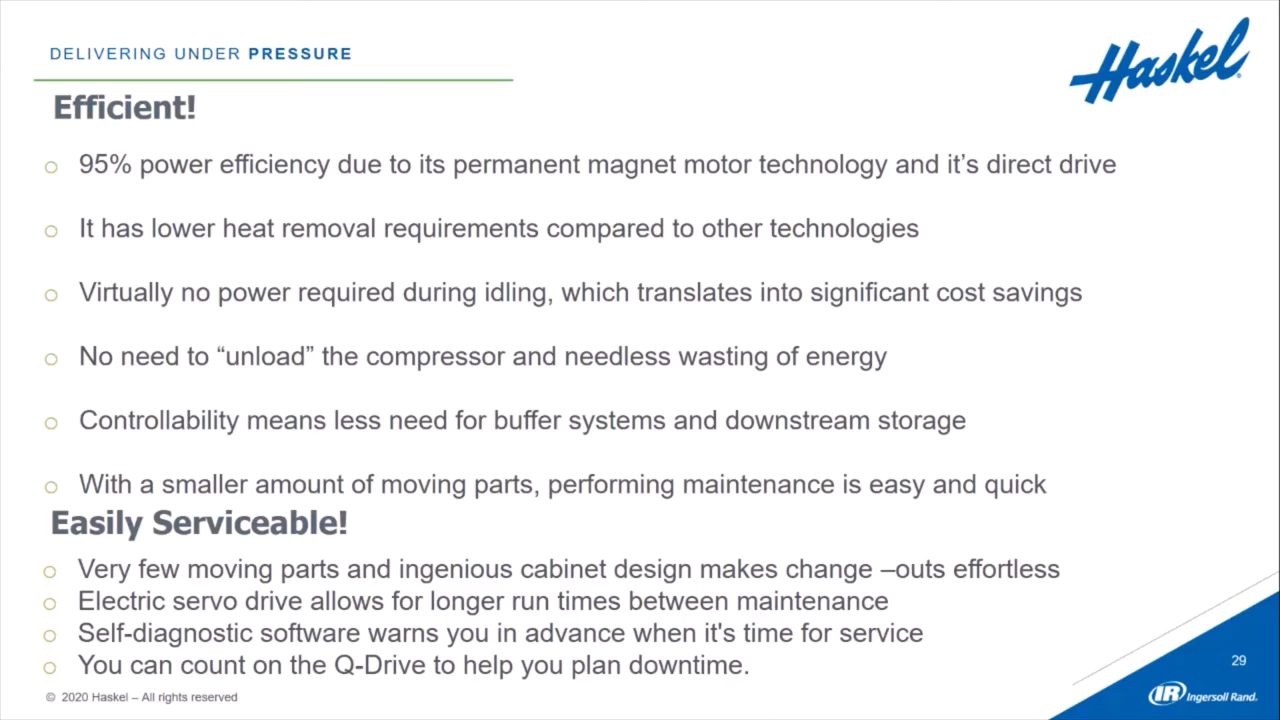 DELIVERING UNDER PRESSURE
Haskel
Efficient!
95% power efficiency due to its permanent magnet motor technology and it’s direct drive
It has lower heat removal requirements compared to other technologies
Virtually no power required during idling, which translates into significant cost savings
No need to “unload” the compressor and needless wasting of energy
Controllability means less need for buffer systems and downstream storage
With a smaller amount of moving parts, performing maintenance is easy and quick
Easily Serviceable!
Very few moving parts and ingenious cabinet design makes change –outs effortless
Electric servo drive allows for longer run times between maintenance
Self-diagnostic software warns you in advance when it's time for service
You can count on the Q-Drive to help you plan downtime.
29
© 2020 Haskel – All rights reserved
IR Ingersoll Rand.